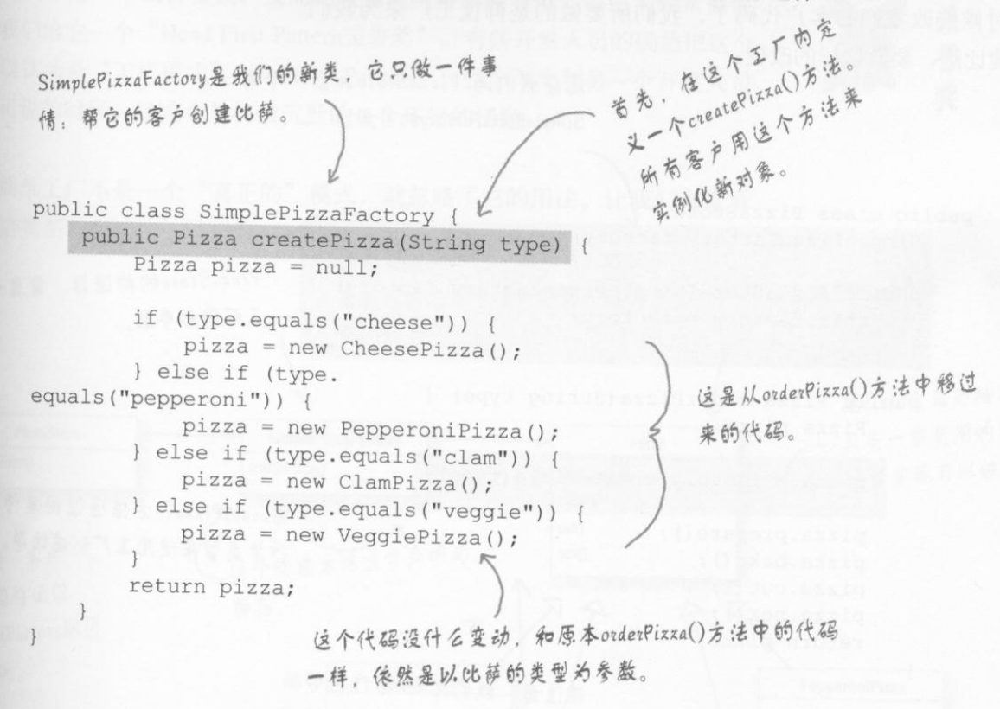 SimplePizzaFactory是我们的新类，它只做一件事
情：帮它的客户创建比萨。
首先，在这个工厂内定
义一个createPizza()方法。
所有客户用这个方法来
实例化新对象。
public class SimplePizzaFactory {
public Pizza createPizza(String type) {
Pizza pizza = null;
if (type.equals("cheese")) {
pizza = new CheesePizza();
} else if (type.
equals("pepperoni")) {
pizza = new PepperoniPizza();
} else if (type.equals("clam")) {
pizza = new ClamPizza();
} else if (type.equals("veggie")) {
pizza = new VeggiePizza();
}
return pizza;
}
}
这是从orderPizza()方法中移过
来的代码。
这个代码没什么变动，和原本orderPizza()方法中的代码
一样，依然是以比萨的类型为参数。